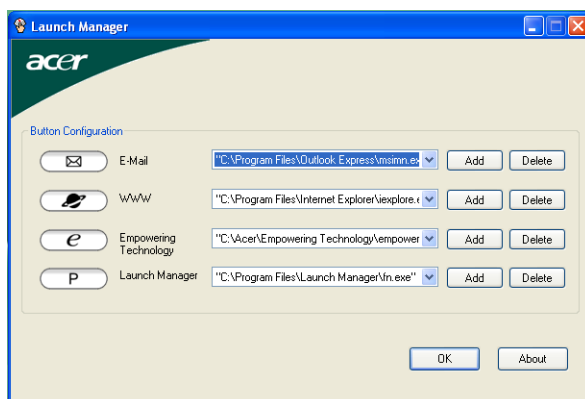 Launch Manager
acer
Button Configuration
E-Mail "C:\Program Files\Outlook Express\msimn.ex Add Delete
WWW "C:\Program Files\Internet Explorer\iexplore.e Add Delete
e Empowering Technology "C:\Acer\Empowering Technology\empower Add Delete
P Launch Manager "C:\Program Files\Launch Manager\fn.exe" Add Delete
OK About